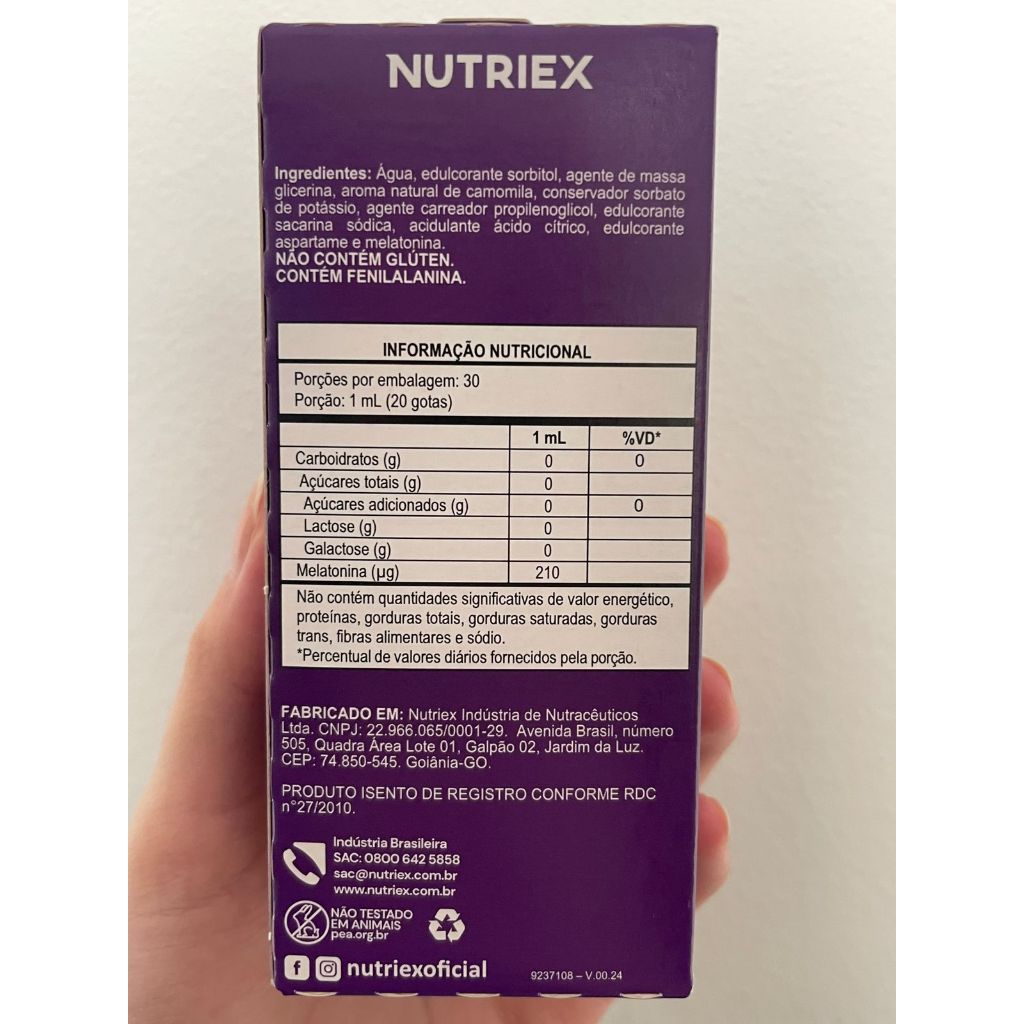 NUTRIEX
Ingredientes: Água, edulcorante sorbitol, agente de massa
glicerina, aroma natural de camomila, conservador sorbato
de potássio, agente carreador propilenoglicol, edulcorante
sacarina sódica, acidulante ácido cítrico, edulcorante
aspartame e melatonina.
NÃO CONTÉM GLÚTEN.
CONTÉM FENILALANINA.
INFORMAÇÃO NUTRICIONAL
Porções por embalagem: 30
Porção: 1 mL (20 gotas)
1 mL %VD*
Carboidratos (g) 0 0
Açúcares totais (g) 0
Açúcares adicionados (g) 0 0
Lactose (g) 0
Galactose (g) 0
Melatonina (µg) 210
Não contém quantidades significativas de valor energético,
proteínas, gorduras totais, gorduras saturadas, gorduras
trans, fibras alimentares e sódio.
*Percentual de valores diários fornecidos pela porção.
FABRICADO EM: Nutriex Indústria de Nutracêuticos
Ltda. CNPJ: 22.966.065/0001-29. Avenida Brasil, número
505, Quadra Área Lote 01, Galpão 02, Jardim da Luz.
CEP: 74.850-545. Goiânia-GO.
PRODUTO ISENTO DE REGISTRO CONFORME RDC
n°27/2010.
Indústria Brasileira
SAC: 0800 642 5858
sac@nutriex.com.br
www.nutriex.com.br
NÃO TESTADO
EM ANIMAIS
pea.org.br
nutriexoficial
9237108 – V.00.24